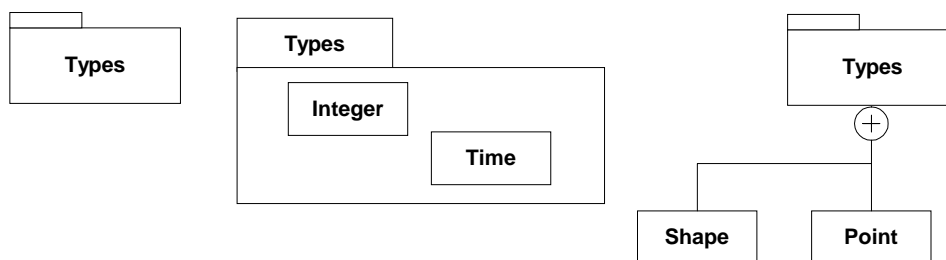 Types
Types
Integer
Time
Types
Shape
Point